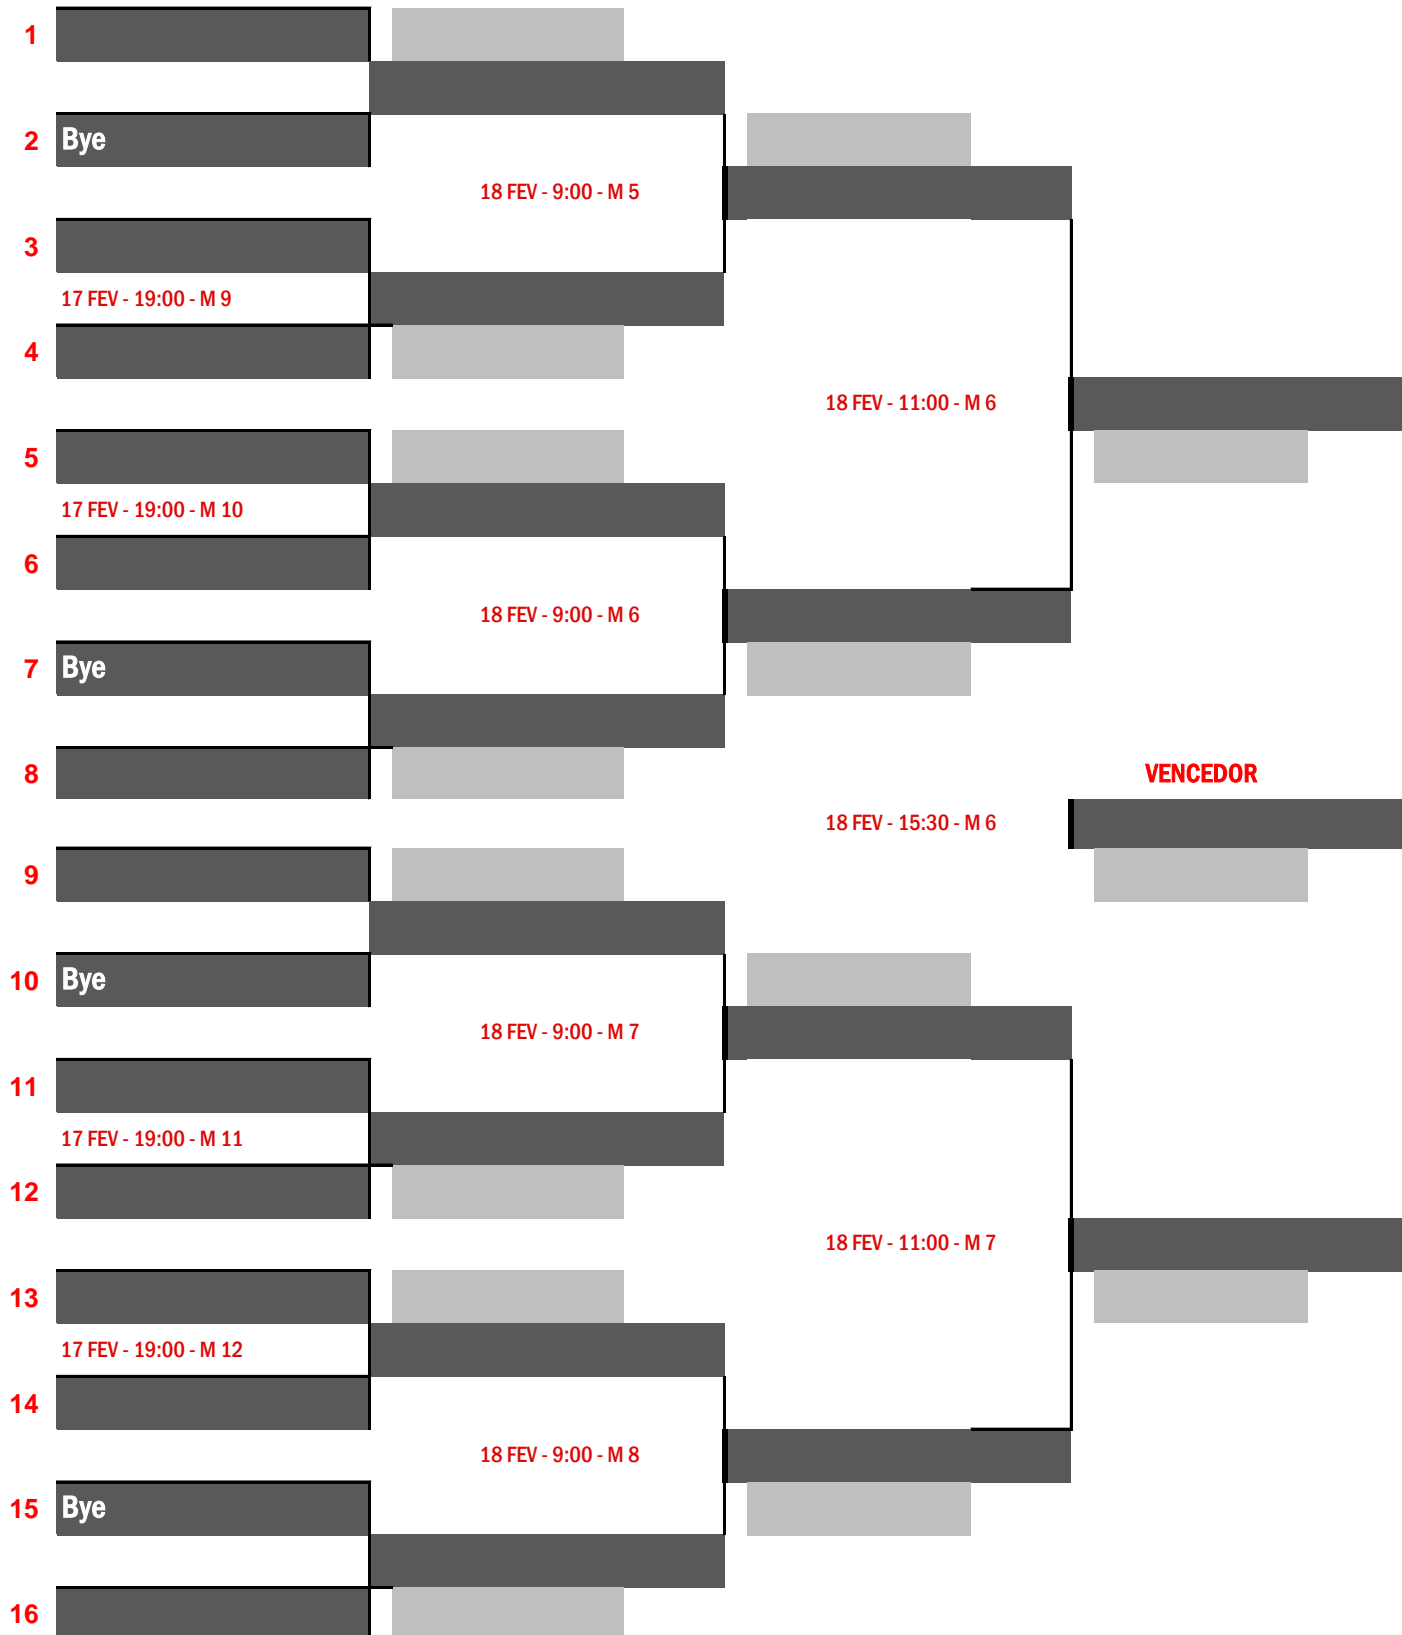 1
2 Bye
18 FEV - 9:00 - M 5
3
17 FEV - 19:00 - M 9
4
18 FEV - 11:00 - M 6
5
17 FEV - 19:00 - M 10
6
18 FEV - 9:00 - M 6
7 Bye
8
VENCEDOR
18 FEV - 15:30 - M 6
9
10 Bye
18 FEV - 9:00 - M 7
11
17 FEV - 19:00 - M 11
12
18 FEV - 11:00 - M 7
13
17 FEV - 19:00 - M 12
14
18 FEV - 9:00 - M 8
15 Bye
16